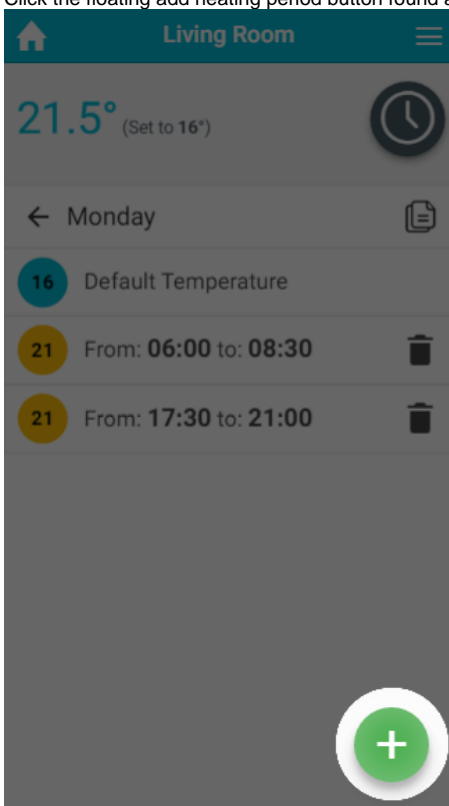 Click the floating add heating period button found a
Living Room
21.5° (Set to 16°)
Monday
16 Default Temperature
21 From: 06:00 to: 08:30
21 From: 17:30 to: 21:00
+